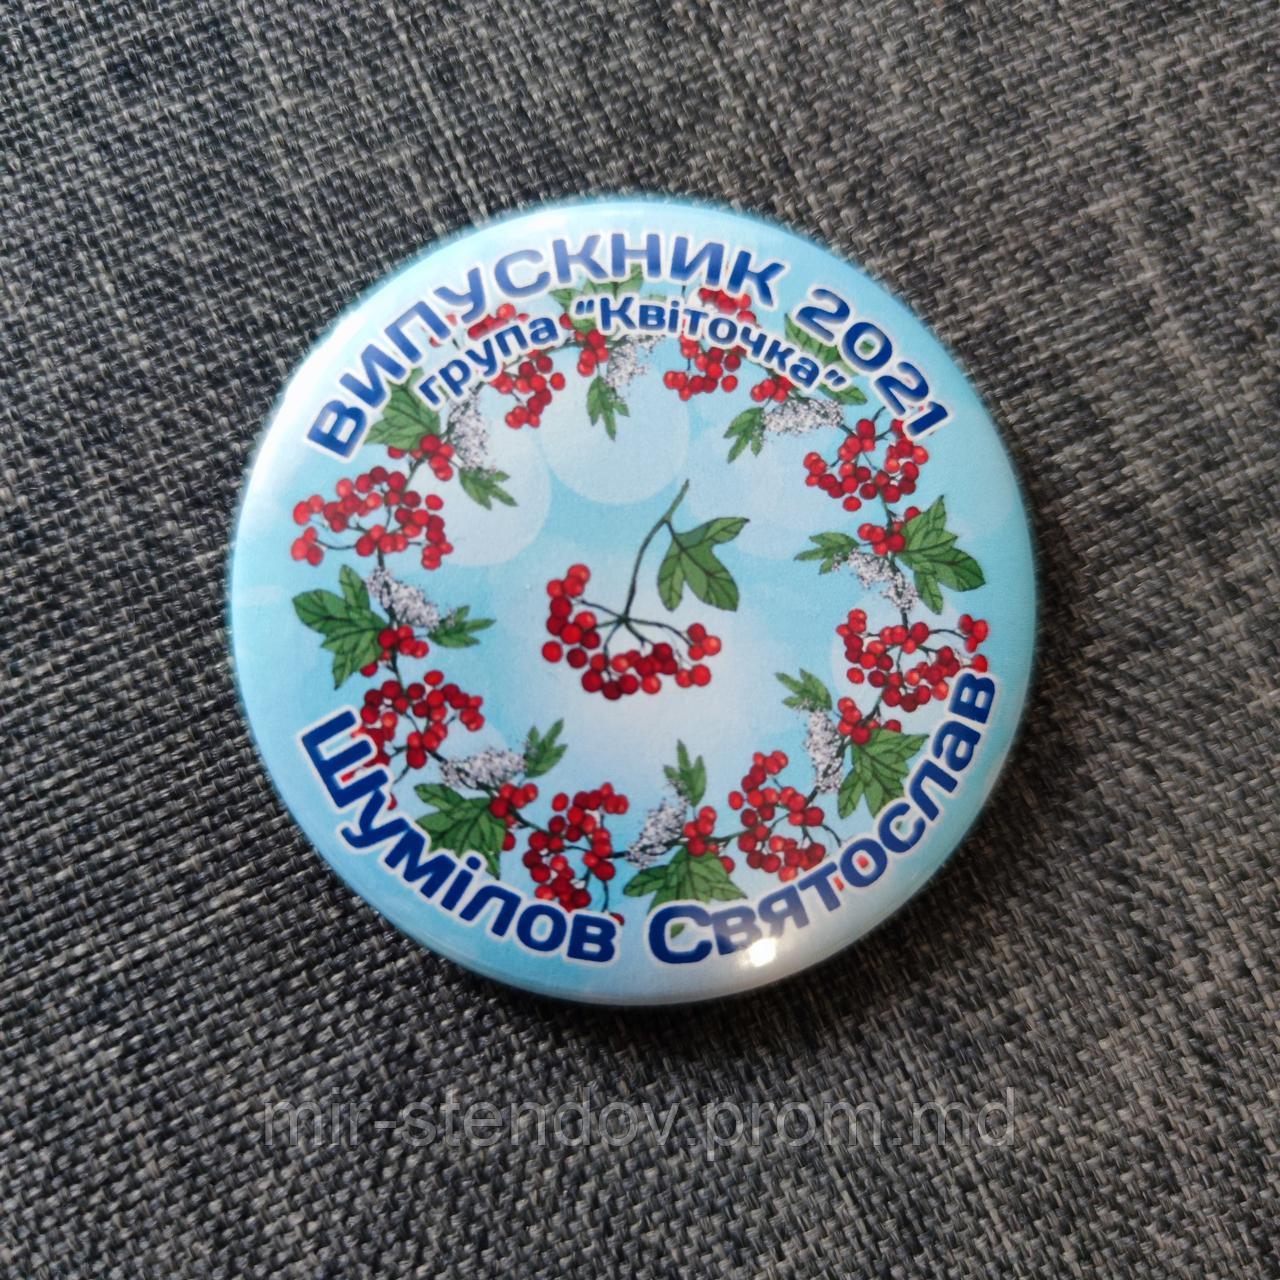 ВИПУСКНИК 2021
група "Квіточка"
Шумілов Святослав
mir-stendov.prom.md